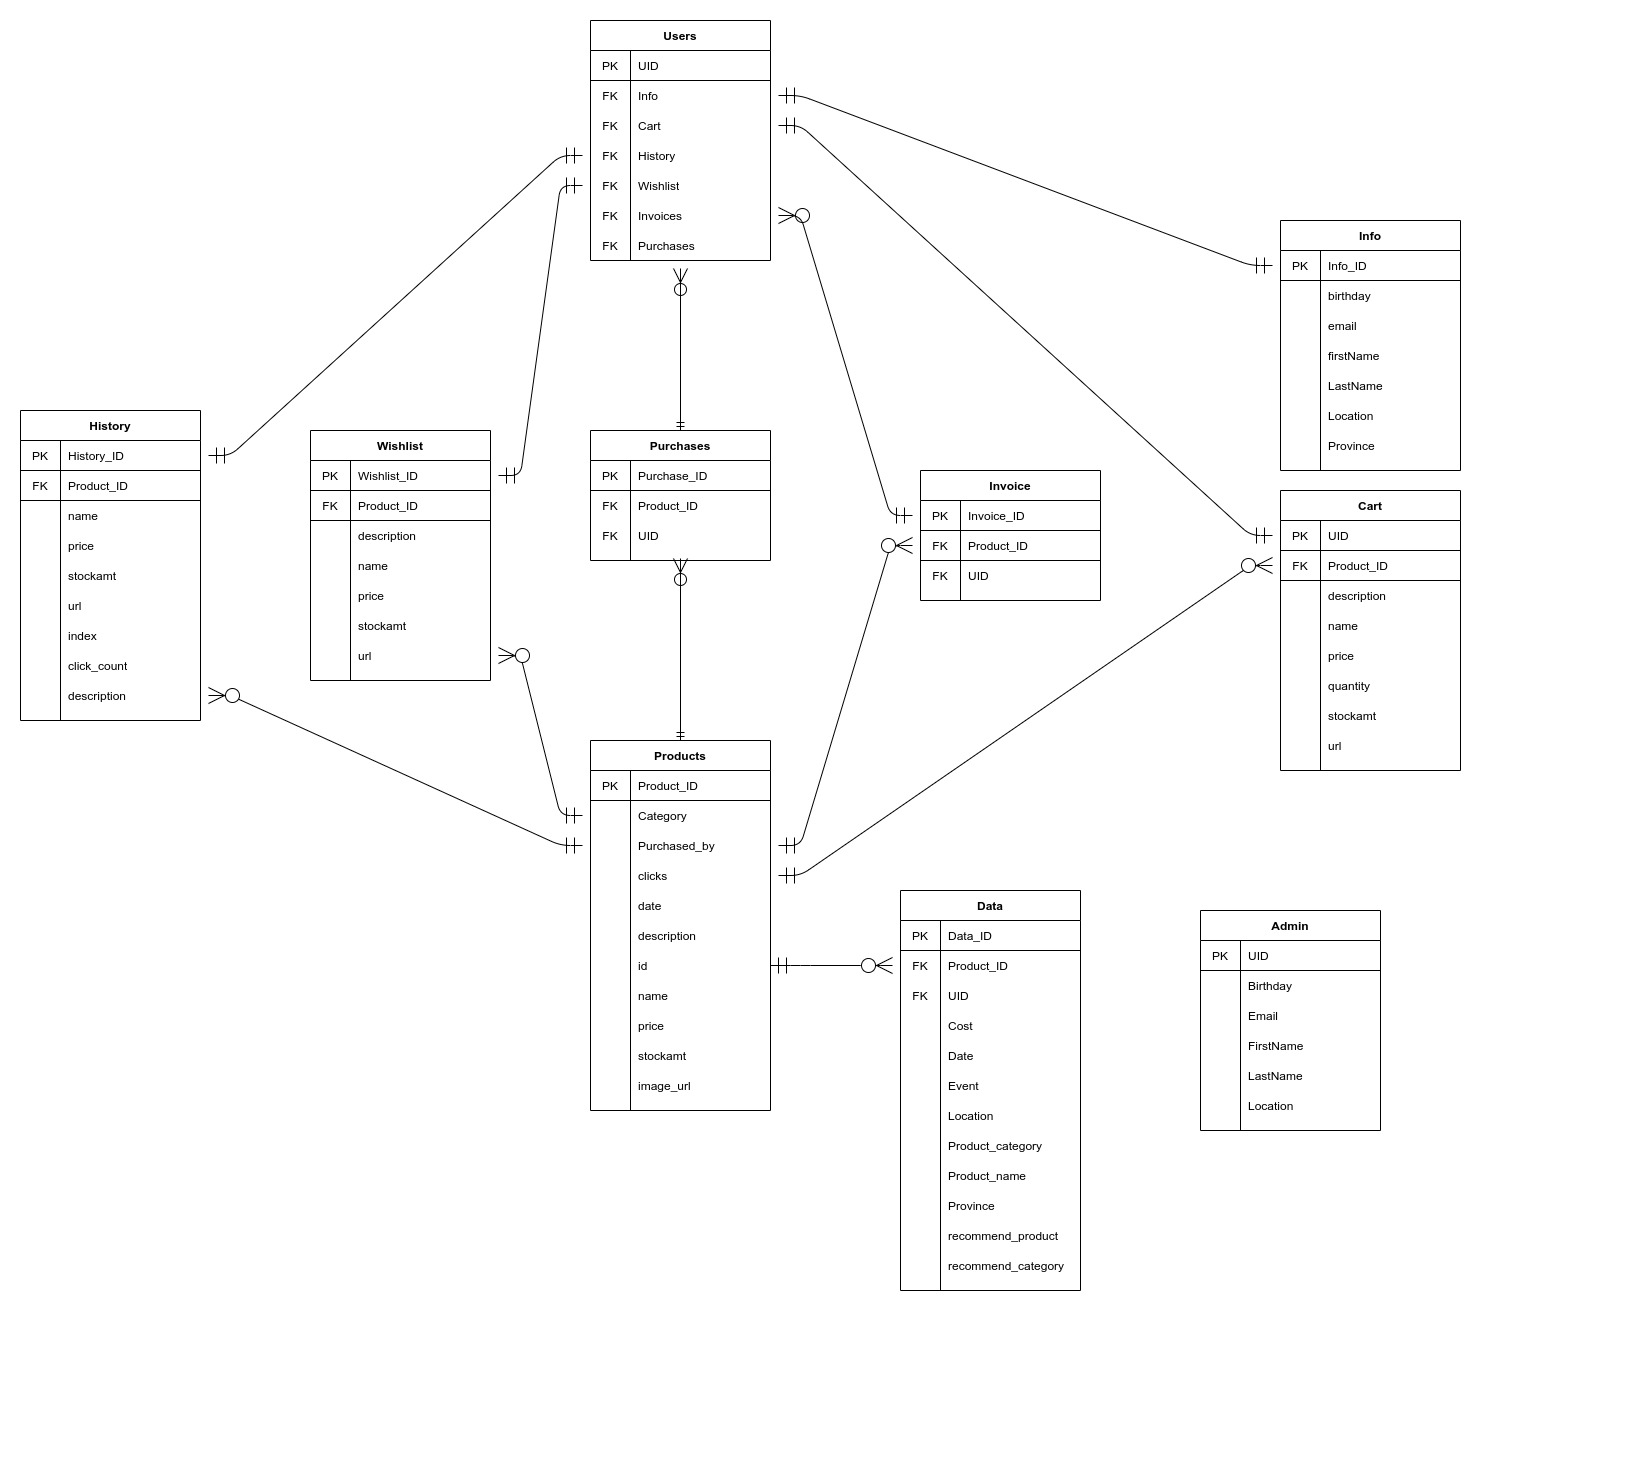 Users
PK UID
FK Info
FK Cart
FK History
FK Wishlist
FK Invoices
FK Purchases
Info
PK Info_ID
birthday
email
firstName
LastName
Location
Province
History
PK History_ID
FK Product_ID
name
price
stockamt
url
index
click_count
description
Wishlist
PK Wishlist_ID
FK Product_ID
description
name
price
stockamt
url
Purchases
PK Purchase_ID
FK Product_ID
FK UID
Invoice
PK Invoice_ID
FK Product_ID
FK UID
Cart
PK UID
FK Product_ID
description
name
price
quantity
stockamt
url
Products
PK Product_ID
Category
Purchased_by
clicks
date
description
id
name
price
stockamt
image_url
Data
PK Data_ID
FK Product_ID
FK UID
Cost
Date
Event
Location
Product_category
Product_name
Province
recommend_product
recommend_category
Admin
PK UID
Birthday
Email
FirstName
LastName
Location